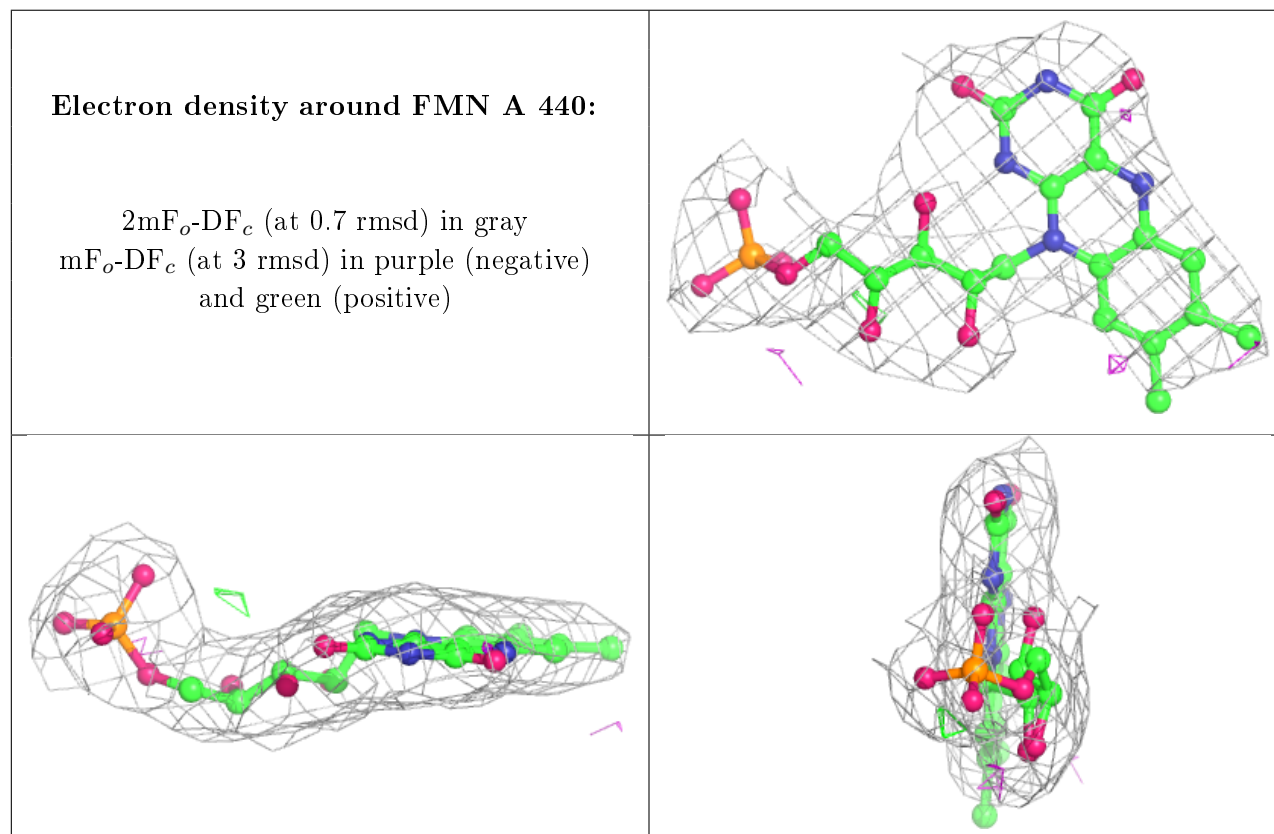 Electron density around FMN A 440:
2mFo-DFc (at 0.7 rmsd) in gray
mFo-DFc (at 3 rmsd) in purple (negative)
and green (positive)